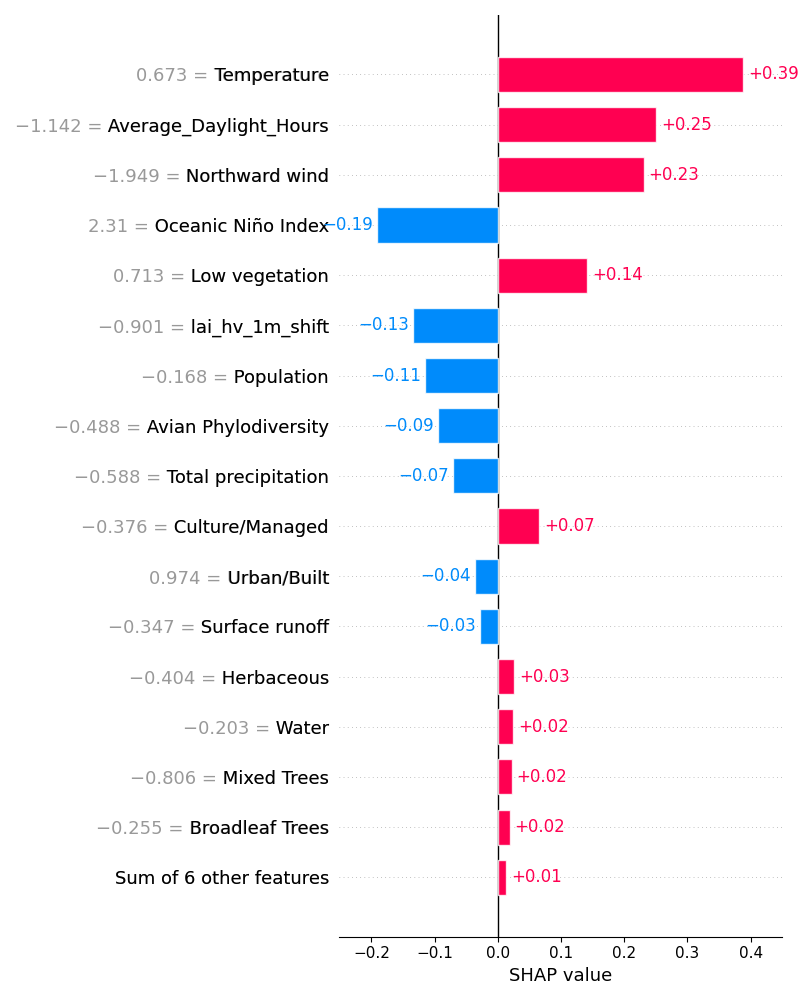 0.673 = Temperature +0.39
−1.142 = Average_Daylight_Hours +0.25
−1.949 = Northward wind +0.23
2.31 = Oceanic Niño Index −0.19
0.713 = Low vegetation +0.14
−0.901 = lai_hv_1m_shift −0.13
−0.168 = Population −0.11
−0.488 = Avian Phylodiversity −0.09
−0.588 = Total precipitation −0.07
−0.376 = Culture/Managed +0.07
0.974 = Urban/Built −0.04
−0.347 = Surface runoff −0.03
−0.404 = Herbaceous +0.03
−0.203 = Water +0.02
−0.806 = Mixed Trees +0.02
−0.255 = Broadleaf Trees +0.02
Sum of 6 other features +0.01
−0.2 −0.1 0.0 0.1 0.2 0.3 0.4
SHAP value